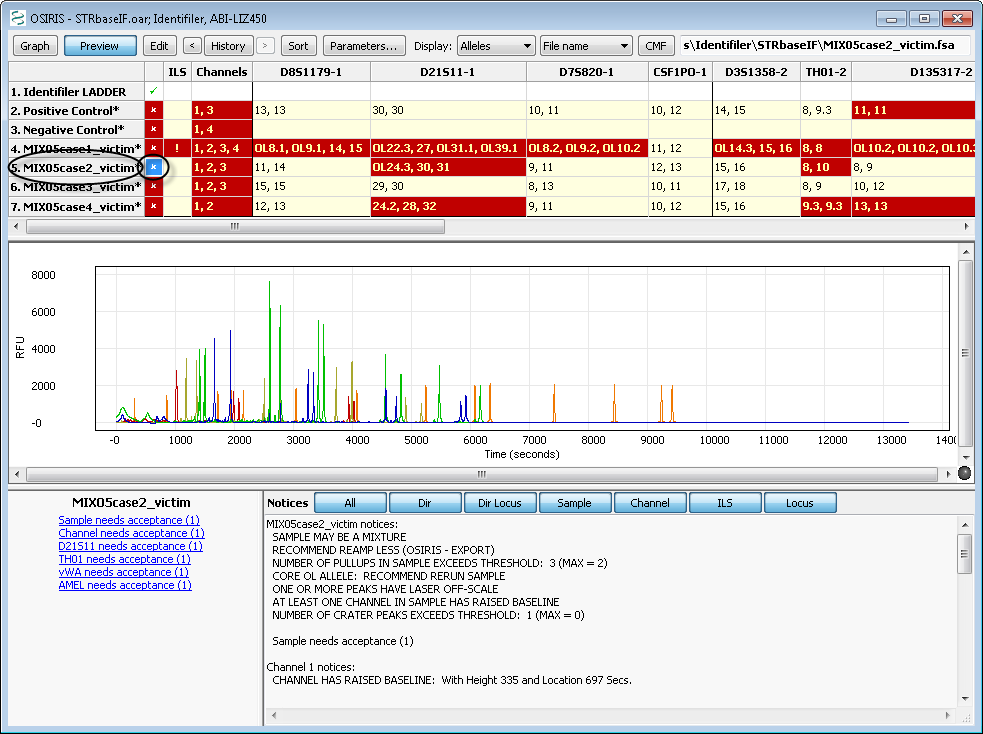 OSIRIS - STRbaseIF.oar; Identifiler, ABI-LIZ450
Graph Preview Edit < History > Sort Parameters... Display: Alleles File name CMF s\Identifiler\STRbaseIF\MIX05case2_victim.fsa
ILS Channels D8S1179-1 D21S11-1 D7S820-1 CSF1PO-1 D3S1358-2 TH01-2 D13S317-2
1. Identifiler LADDER ✓
2. Positive Control* 1, 3 13, 13 30, 30 10, 11 10, 12 14, 15 8, 9.3 11, 11
3. Negative Control* 1, 4
4. MIX05case1_victim* ! 1, 2, 3, 4 OL8.1, OL9.1, 14, 15 OL22.3, 27, OL31.1, OL39.1 OL8.2, OL9.2, OL10.2 11, 12 OL14.3, 15, 16 8, 8 OL10.2, OL10.2, OL10.
5. MIX05case2_victim* 1, 2, 3 11, 14 OL24.3, 30, 31 9, 11 12, 13 15, 16 8, 10 8, 9
6. MIX05case3_victim* 1, 2, 3 15, 15 29, 30 8, 13 10, 11 17, 18 8, 9 10, 12
7. MIX05case4_victim* 1, 2 12, 13 24.2, 28, 32 9, 11 10, 12 15, 16 9.3, 9.3 13, 13
8000
6000
4000
2000
-0
RFU
-0 1000 2000 3000 4000 5000 6000 7000 8000 9000 10000 11000 12000 13000 1400
Time (seconds)
MIX05case2_victim
Sample needs acceptance (1)
Channel needs acceptance (1)
D21S11 needs acceptance (1)
TH01 needs acceptance (1)
vWA needs acceptance (1)
AMEL needs acceptance (1)
Notices All Dir Dir Locus Sample Channel ILS Locus
MIX05case2_victim notices:
SAMPLE MAY BE A MIXTURE
RECOMMEND REAMP LESS (OSIRIS - EXPORT)
NUMBER OF PULLUPS IN SAMPLE EXCEEDS THRESHOLD: 3 (MAX = 2)
CORE OL ALLELE: RECOMMEND RERUN SAMPLE
ONE OR MORE PEAKS HAVE LASER OFF-SCALE
AT LEAST ONE CHANNEL IN SAMPLE HAS RAISED BASELINE
NUMBER OF CRATER PEAKS EXCEEDS THRESHOLD: 1 (MAX = 0)
Sample needs acceptance (1)
Channel 1 notices:
CHANNEL HAS RAISED BASELINE: With Height 335 and Location 697 Secs.